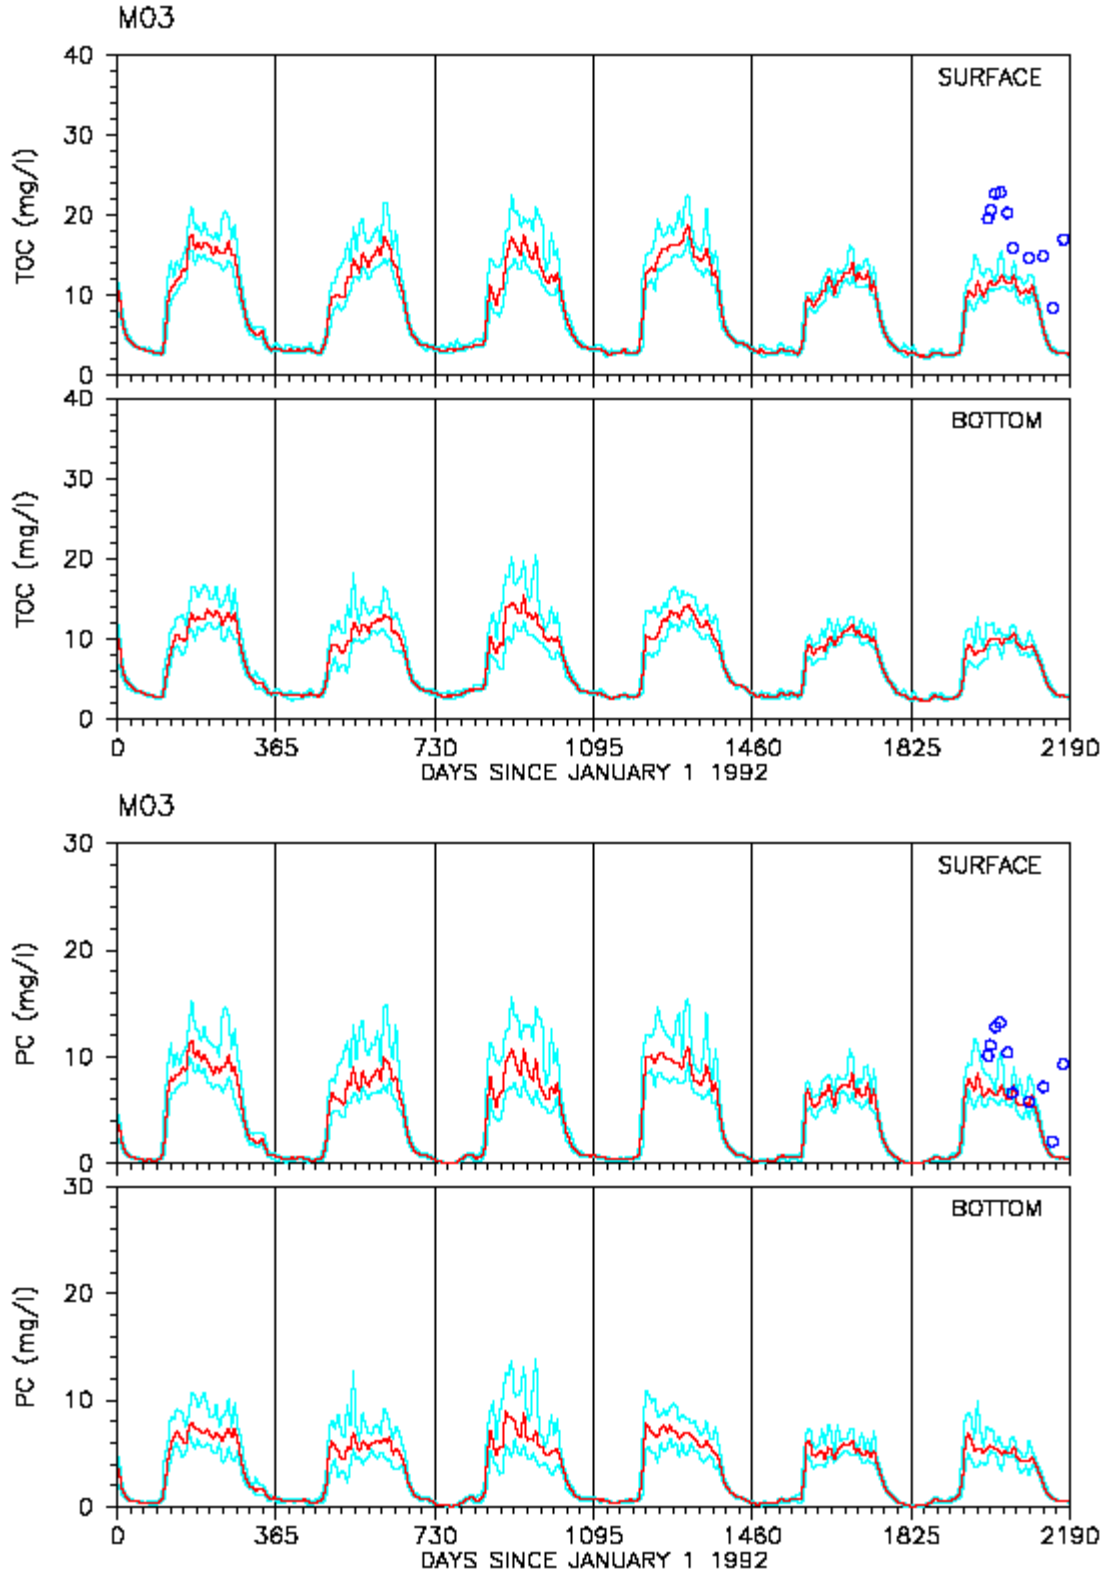 M03
40
SURFACE
30
TOC (mg/l)
20
10
0
40
BOTTOM
30
TOC (mg/l)
20
10
0
0 365 730 1095 1460 1825 2190
DAYS SINCE JANUARY 1 1992
M03
30
SURFACE
20
PC (mg/l)
10
0
30
BOTTOM
20
PC (mg/l)
10
0
0 365 730 1095 1460 1825 2190
DAYS SINCE JANUARY 1 1992